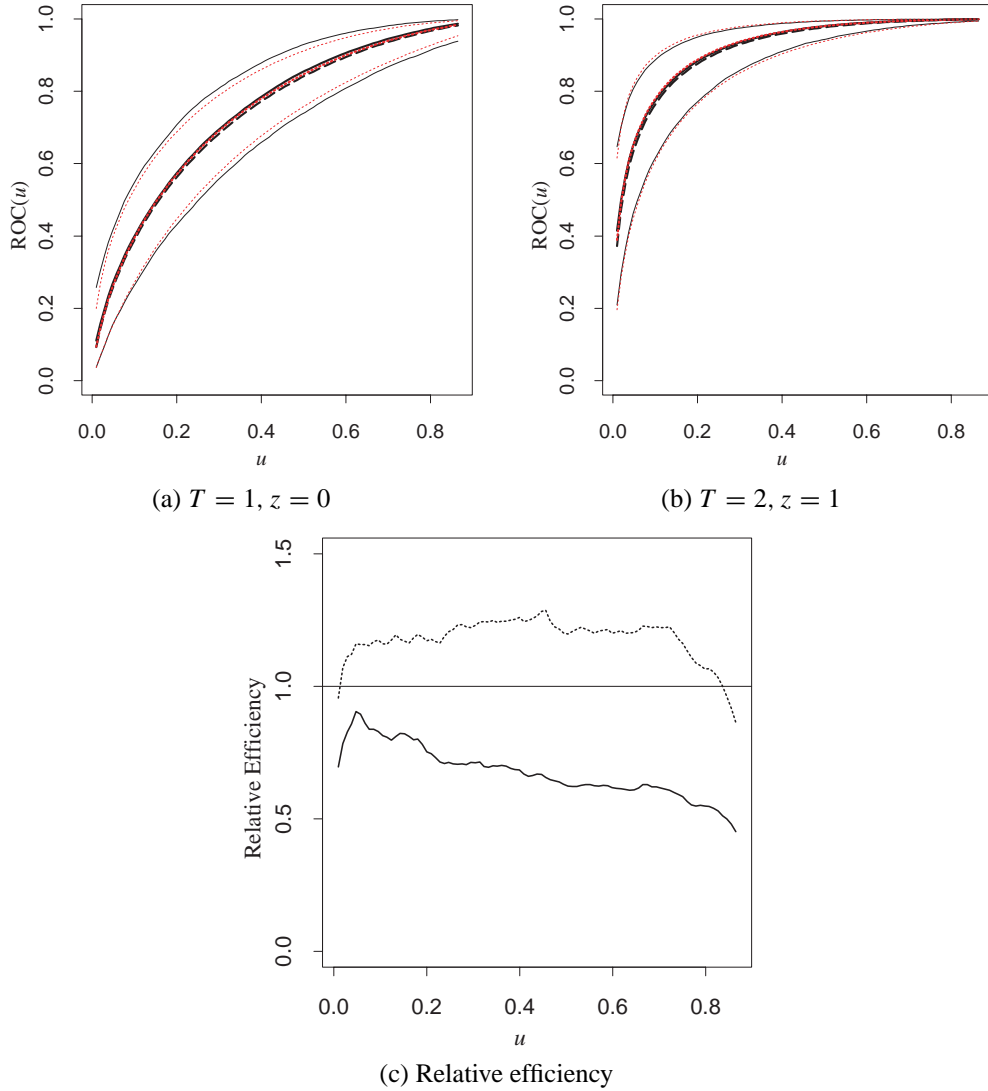 1.0
0.8
0.6
0.4
0.2
0.0
ROC(u)
0.0 0.2 0.4 0.6 0.8
u
(a) T = 1, z = 0
1.0
0.8
0.6
0.4
0.2
0.0
ROC(u)
0.0 0.2 0.4 0.6 0.8
u
(b) T = 2, z = 1
1.5
1.0
0.5
0.0
Relative Efficiency
0.0 0.2 0.4 0.6 0.8
u
(c) Relative efficiency